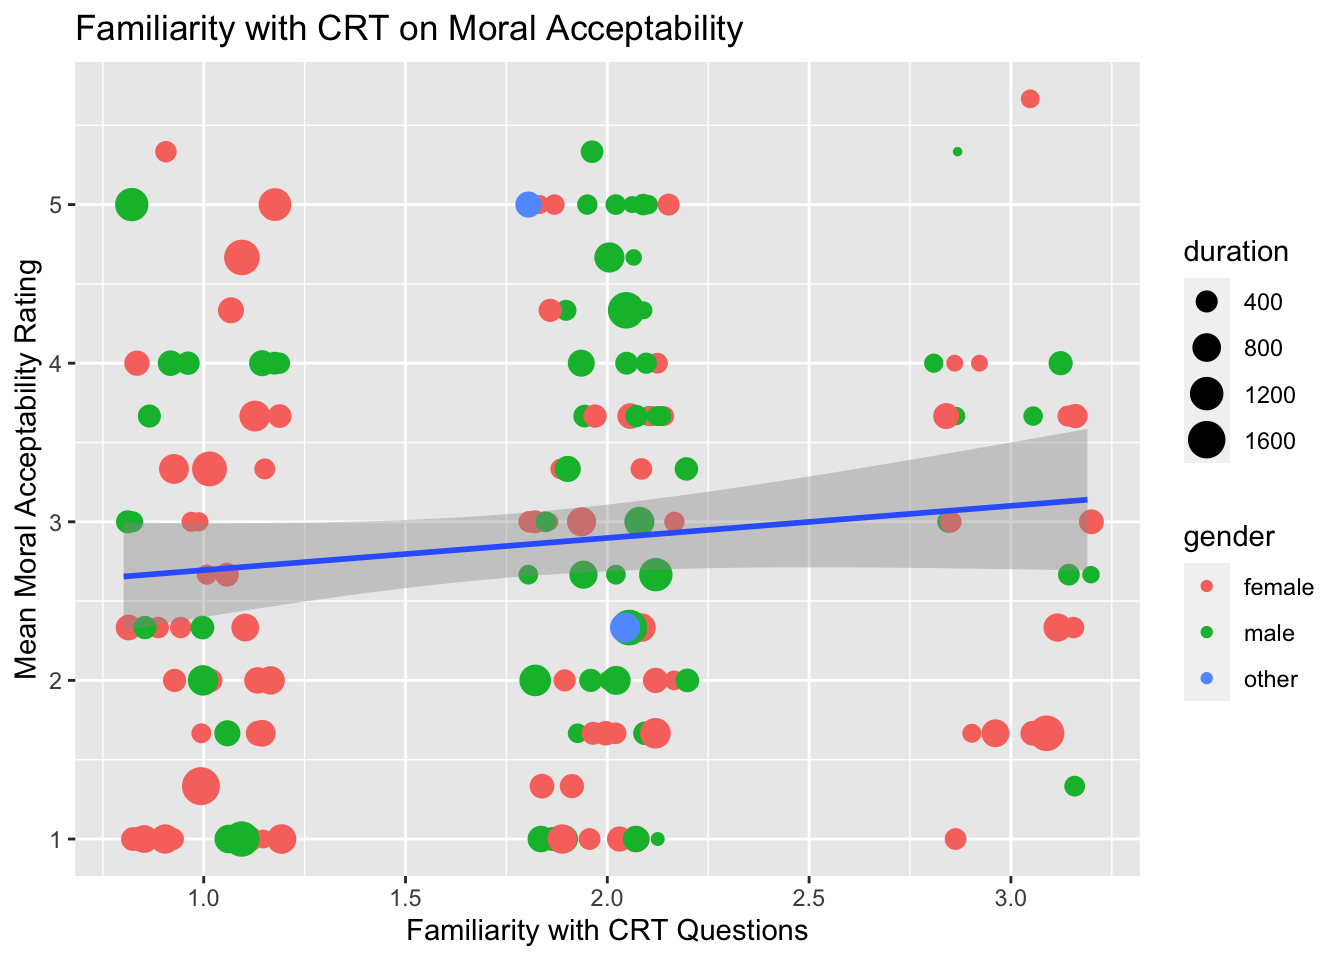 Familiarity with CRT on Moral Acceptability
Mean Moral Acceptability Rating
5
4
3
2
1
1.0 1.5 2.0 2.5 3.0
Familiarity with CRT Questions
duration
400
800
1200
1600
gender
female
male
other